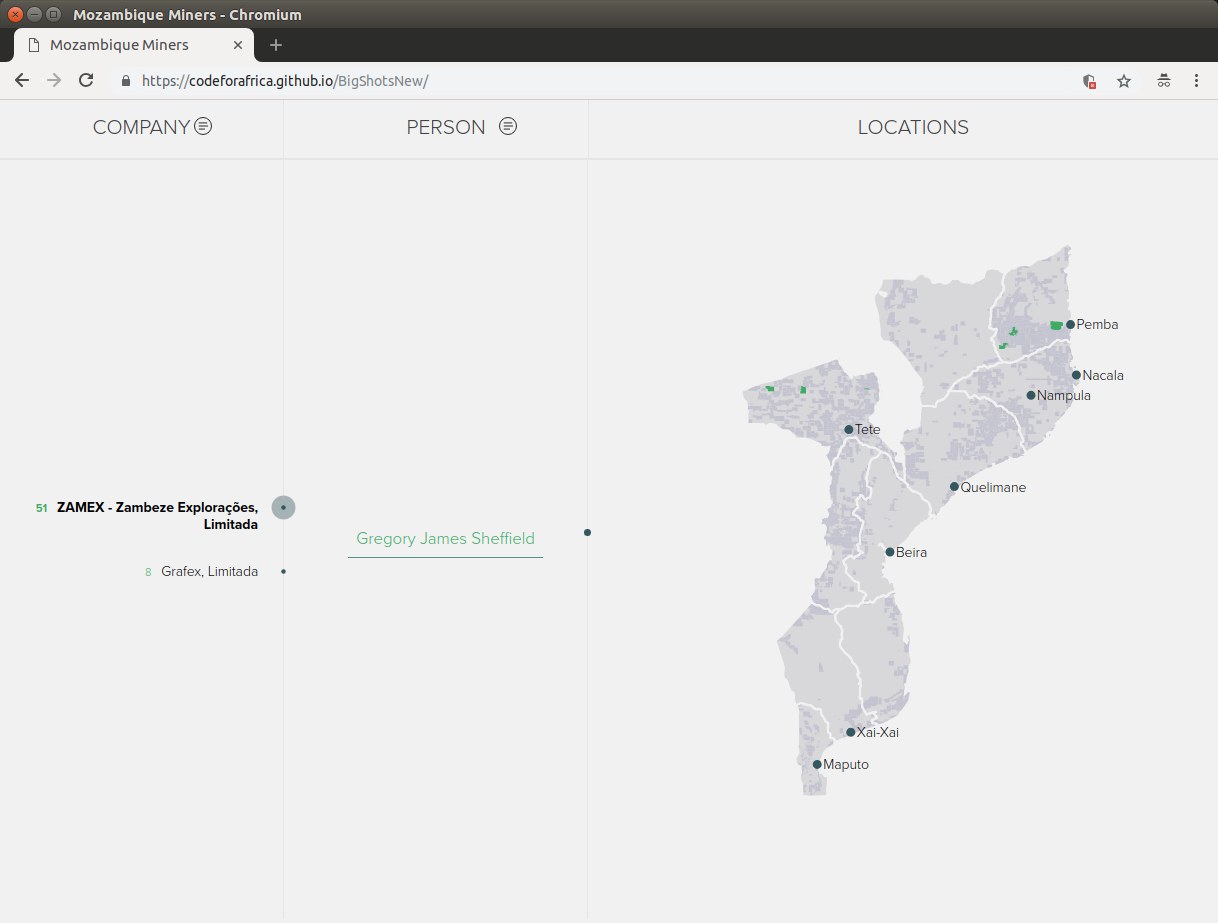 Mozambique Miners - Chromium
Mozambique Miners
https://codeforafrica.github.io/BigShotsNew/
COMPANY
PERSON
LOCATIONS
51 ZAMEX - Zambeze Explorações,
Limitada
8 Grafex, Limitada
Gregory James Sheffield
Pemba
Nacala
Nampula
Tete
Quelimane
Beira
Xai-Xai
Maputo